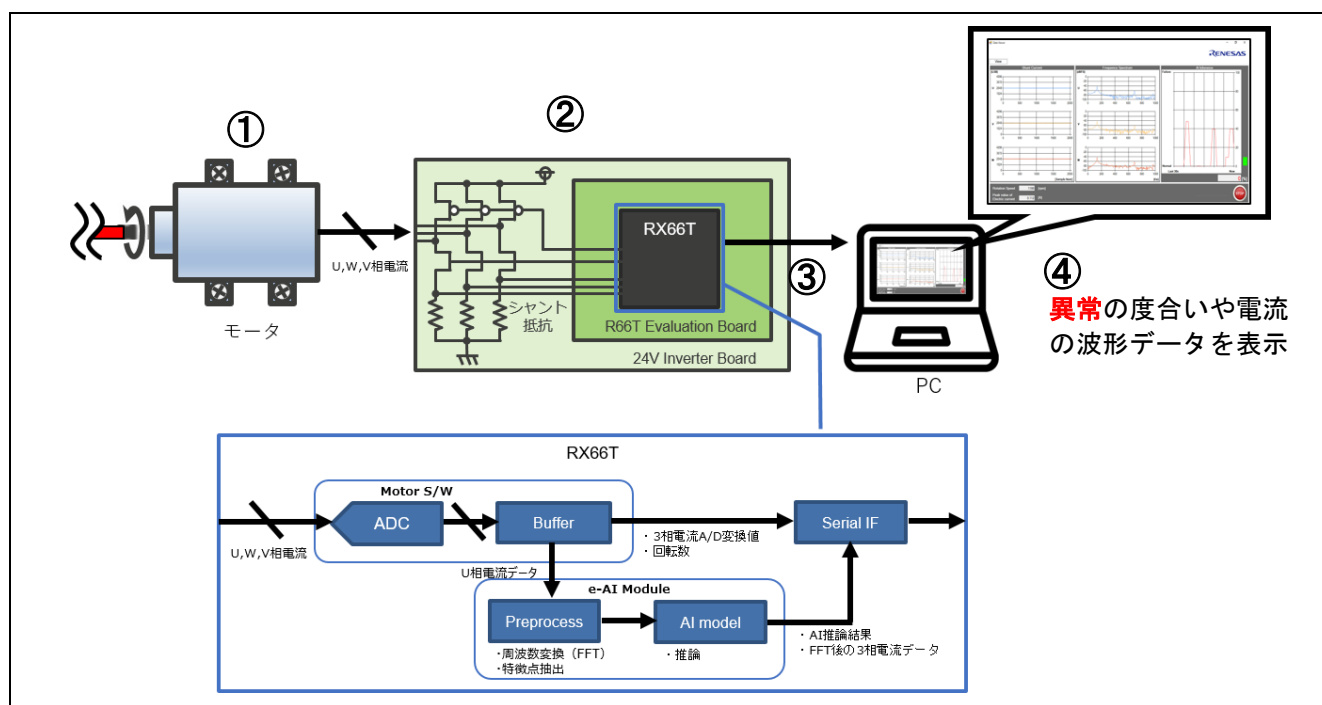 ①
②
③
④
モータ
U,W,V相電流
シャント
抵抗
RX66T
R66T Evaluation Board
24V Inverter Board
RENESAS
PC
異常の度合いや電流
の波形データを表示
RX66T
Motor S/W
ADC
Buffer
Serial IF
U,W,V相電流
・3相電流A/D変換値
・回転数
U相電流データ
e-AI Module
Preprocess
AI model
・周波数変換（FFT）
・特徴点抽出
・推論
・AI推論結果
・FFT後の3相電流データ